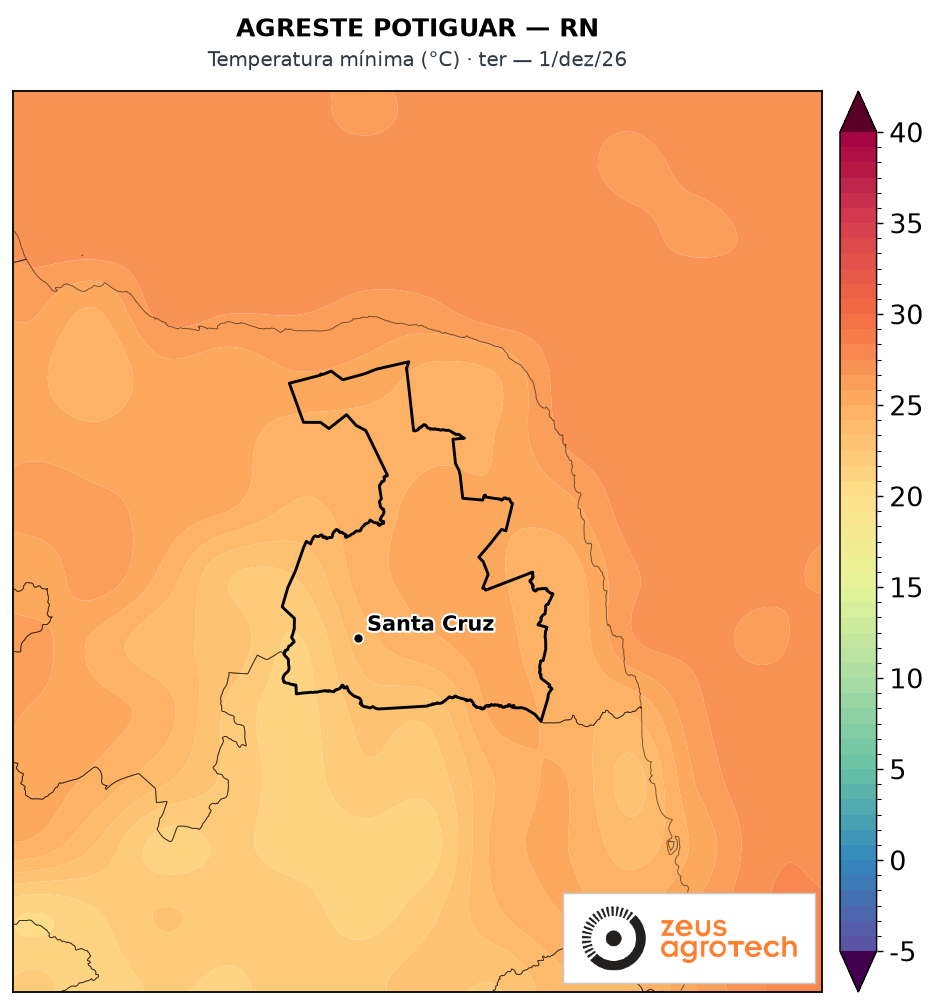 AGRESTE POTIGUAR — RN
Temperatura mínima (°C) · ter — 1/dez/26
40
35
30
25
20
15
10
5
0
-5
Santa Cruz
zeus
agrotech